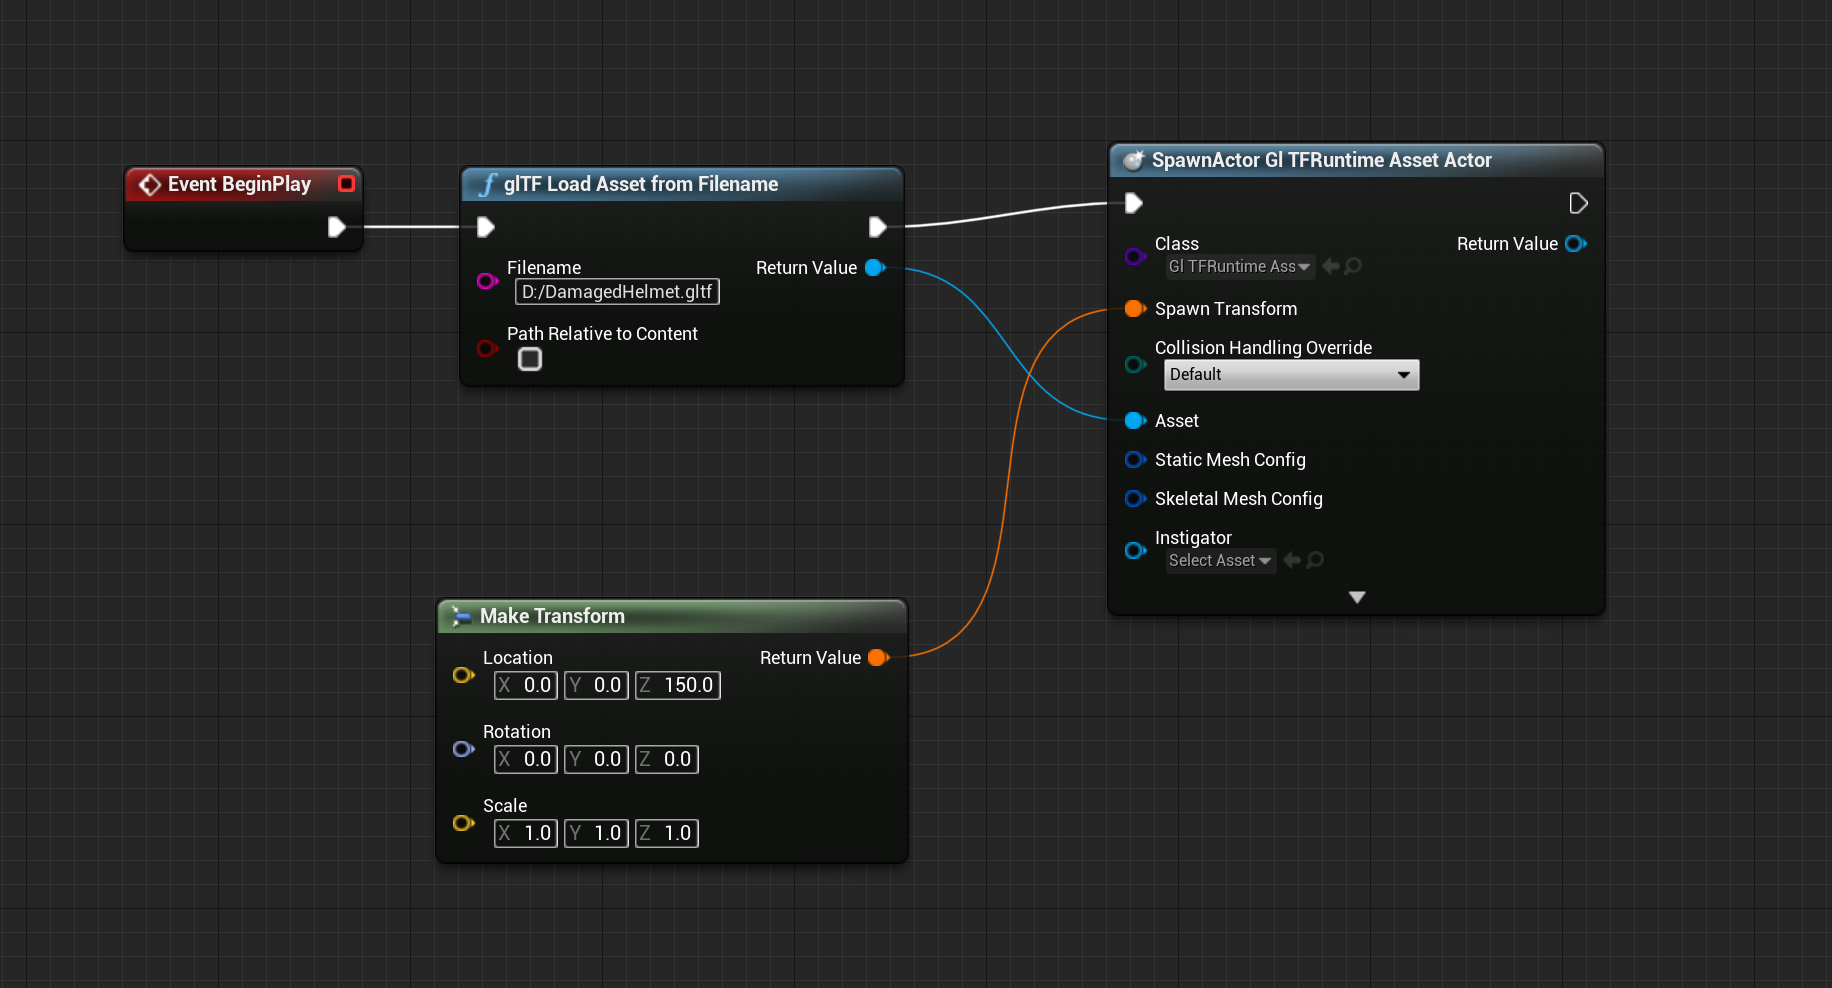 Event BeginPlay
f glTF Load Asset from Filename
Filename
D:/DamagedHelmet.gltf
Return Value
Path Relative to Content
SpawnActor Gl TFRuntime Asset Actor
Class
Gl TFRuntime Ass
Return Value
Spawn Transform
Collision Handling Override
Default
Asset
Static Mesh Config
Skeletal Mesh Config
Instigator
Select Asset
Make Transform
Location
X 0.0 Y 0.0 Z 150.0
Return Value
Rotation
X 0.0 Y 0.0 Z 0.0
Scale
X 1.0 Y 1.0 Z 1.0